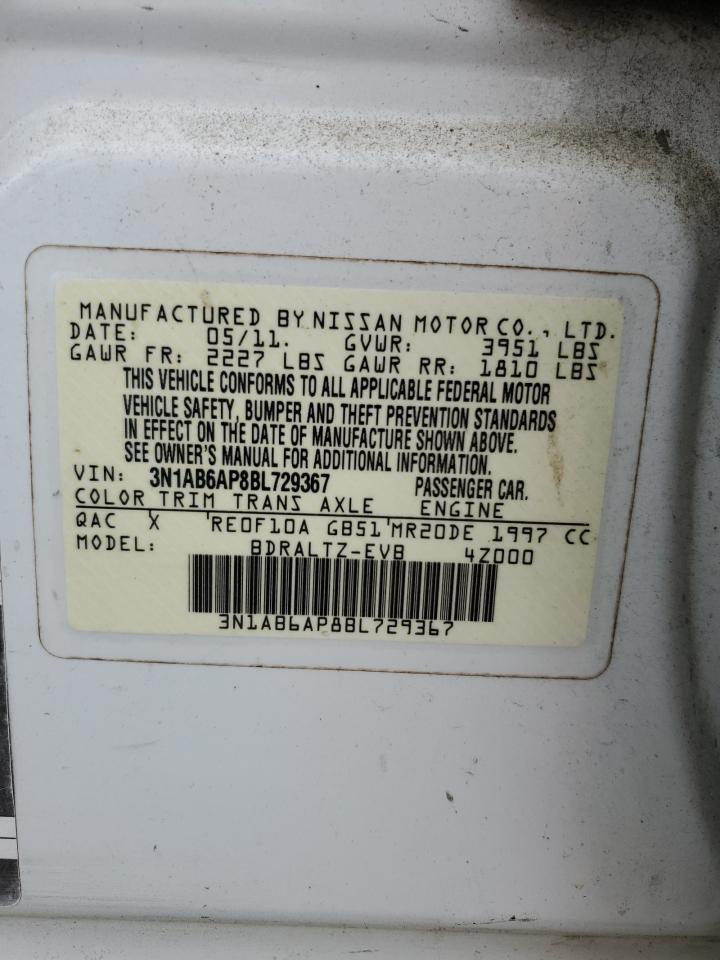 MANUFACTURED BY NISSAN MOTOR CO., LTD.
DATE: 05/11. GVWR: 3951 LBS
GAWR FR: 2227 LBS GAWR RR: 1810 LBS
THIS VEHICLE CONFORMS TO ALL APPLICABLE FEDERAL MOTOR
VEHICLE SAFETY, BUMPER AND THEFT PREVENTION STANDARDS
IN EFFECT ON THE DATE OF MANUFACTURE SHOWN ABOVE.
SEE OWNER'S MANUAL FOR ADDITIONAL INFORMATION.
VIN: 3N1AB6AP8BL729367 PASSENGER CAR.
COLOR TRIM TRANS AXLE ENGINE
QAC X 'RE0F10A GB51'MR20DE 1997 CC
MODEL: BDRALTZ-EVB 4Z000
3N1AB6AP8BL729367